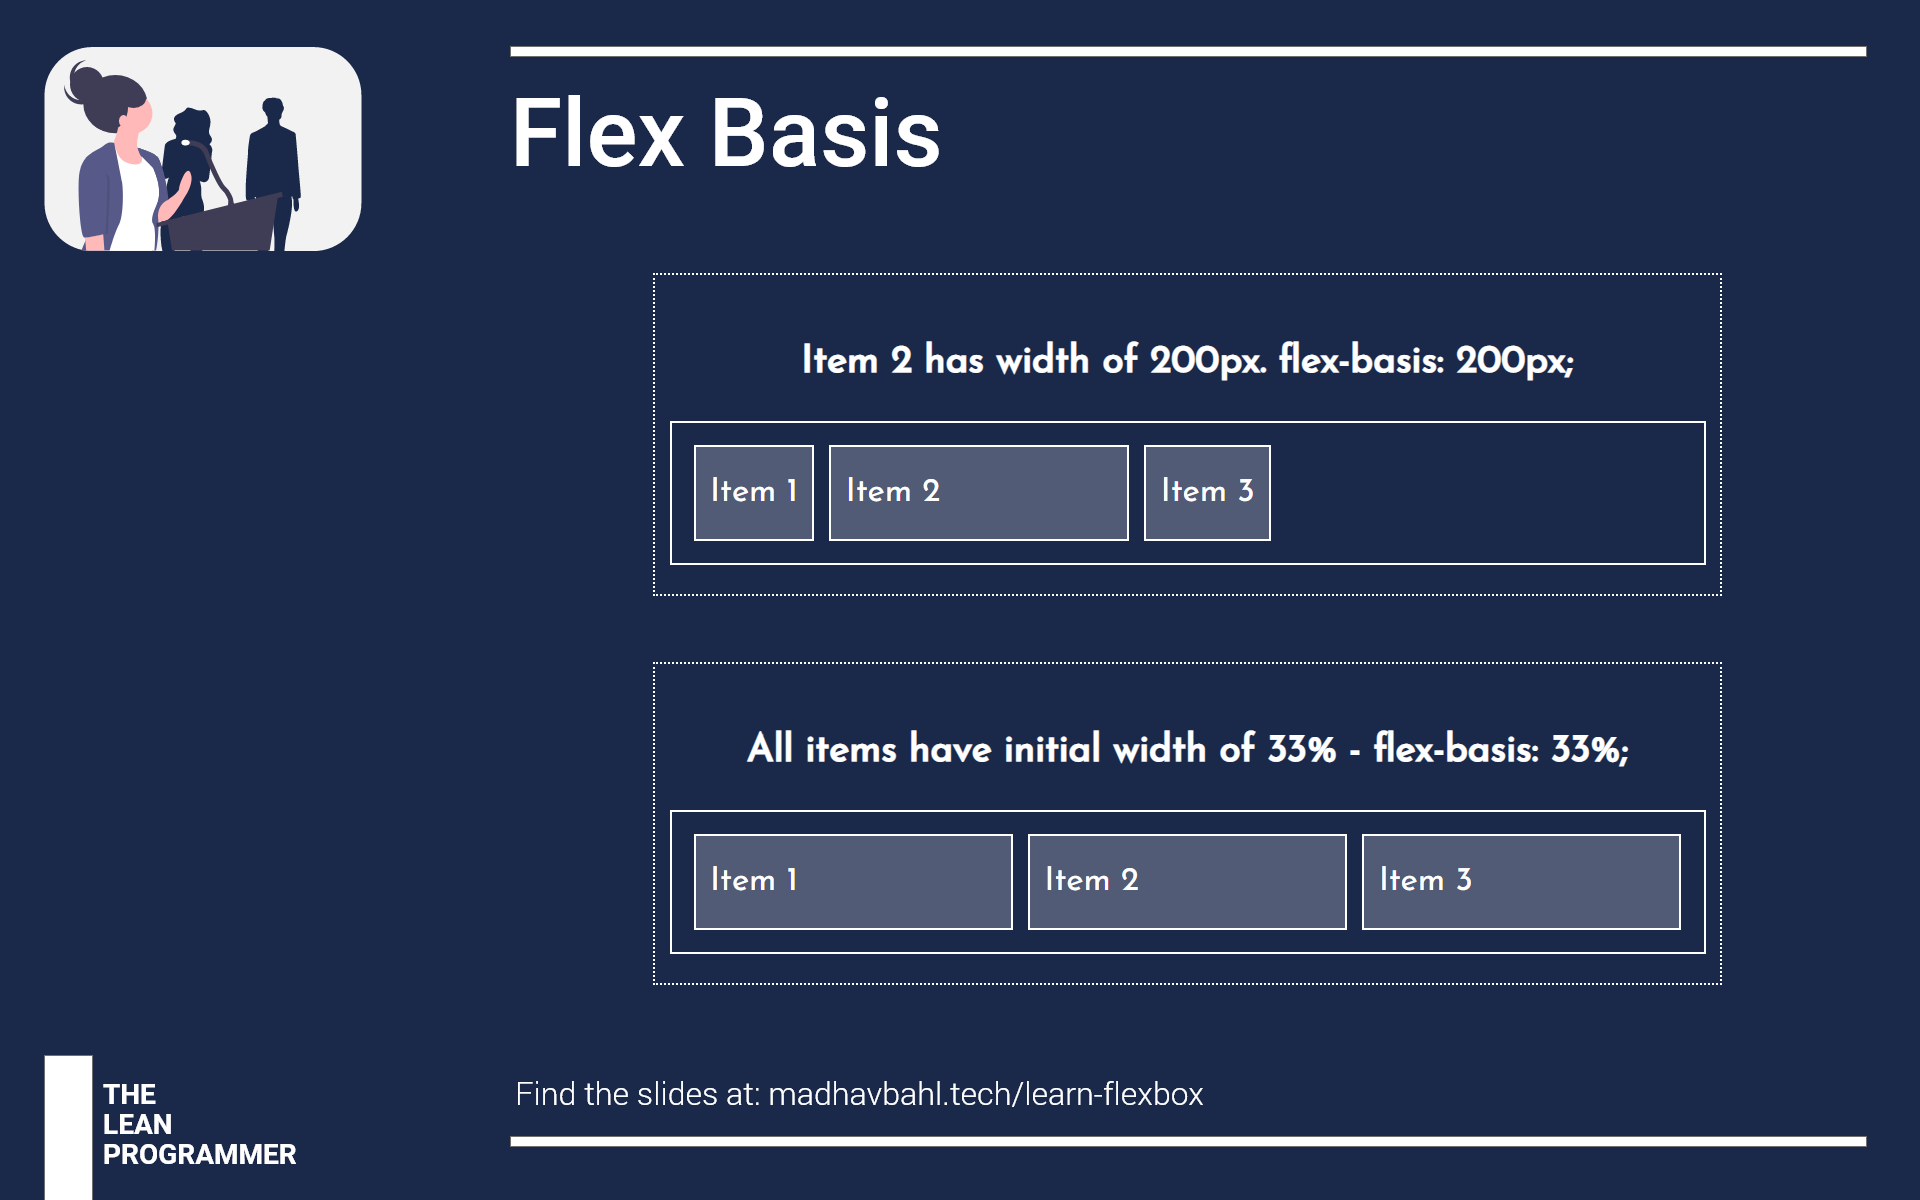 Flex Basis
Item 2 has width of 200px. flex-basis: 200px;
Item 1
Item 2
Item 3
All items have initial width of 33% - flex-basis: 33%;
Item 1
Item 2
Item 3
Find the slides at: madhavbahl.tech/learn-flexbox
THE
LEAN
PROGRAMMER